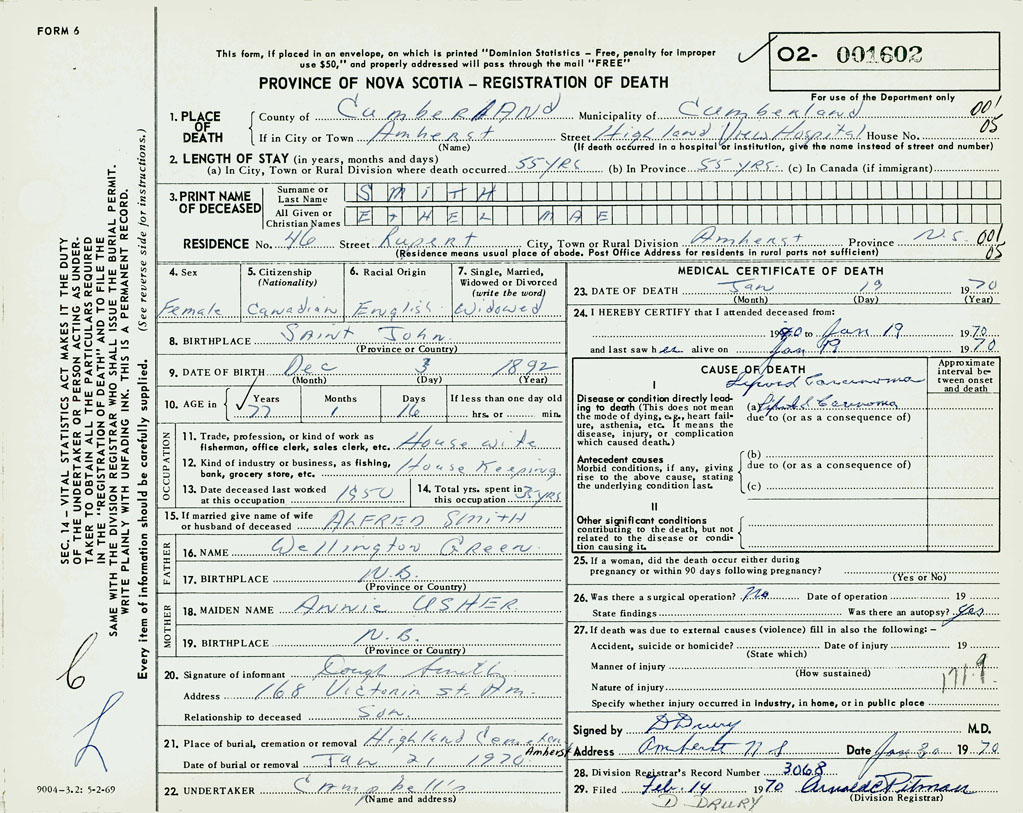 FORM 6
This form, if placed in an envelope, on which is printed "Dominion Statistics – Free, penalty for improper
use $50," and properly addressed will pass through the mail "FREE"
O2- 001602
For use of the Department only
PROVINCE OF NOVA SCOTIA – REGISTRATION OF DEATH
1. PLACE OF DEATH
County of CumberLAND Municipality of Cumberland 001
If in City or Town Amherst Street Highland View Hospital House No. 05
(Name) (If death occurred in a hospital or institution, give the name instead of street and number)
2. LENGTH OF STAY (in years, months and days)
(a) In City, Town or Rural Division where death occurred 55 yrs (b) In Province 55 yrs. (c) In Canada (if immigrant)
3. PRINT NAME OF DECEASED
Surname or Last Name SMiTH
All Given or Christian Names EtHEL MAE
RESIDENCE No. 46 Street Rupert City, Town or Rural Division Amherst Province N.S. 001
(Residence means usual place of abode. Post Office Address for residents in rural parts not sufficient) 05
4. Sex Female
5. Citizenship (Nationality) Canadian
6. Racial Origin English
7. Single, Married, Widowed or Divorced (write the word) Widowed
8. BIRTHPLACE Saint John
(Province or Country)
9. DATE OF BIRTH Dec 3 1892
(Month) (Day) (Year)
10. AGE in Years 77 Months 1 Days 16 If less than one day old hrs. or min.
OCCUPATION
11. Trade, profession, or kind of work as fisherman, office clerk, sales clerk, etc. House wife
12. Kind of industry or business, as fishing, bank, grocery store, etc. House Keeping
13. Date deceased last worked at this occupation 1950
14. Total yrs. spent in this occupation yrs
15. If married give name of wife or husband of deceased ALFRED SMITH
FATHER
16. NAME Wellington Green
17. BIRTHPLACE N.B.
(Province or Country)
MOTHER
18. MAIDEN NAME Annie USHER
19. BIRTHPLACE N.B.
(Province or Country)
20. Signature of informant Doug Smith
Address 168 Victoria St. Am.
Relationship to deceased Son.
21. Place of burial, cremation or removal Highland Cemetery Amherst
Date of burial or removal Jan 21, 1970
22. UNDERTAKER Campbell's
(Name and address)
MEDICAL CERTIFICATE OF DEATH
23. DATE OF DEATH Jan 19 1970
(Month) (Day) (Year)
24. I HEREBY CERTIFY that I attended deceased from:
to Jan 19 1970
and last saw her alive on Jan 19 1970
CAUSE OF DEATH
Approximate interval between onset and death
I
Disease or condition directly leading to death (This does not mean the mode of dying, e.g., heart failure, asthenia, etc. It means the disease, injury, or complication which caused death.)
Carcinoma
(a) Carcinoma
due to (or as a consequence of)
Antecedent causes
Morbid conditions, if any, giving rise to the above cause, stating the underlying condition last.
(b)
due to (or as a consequence of)
(c)
II
Other significant conditions
contributing to the death, but not related to the disease or condition causing it.
25. If a woman, did the death occur either during
pregnancy or within 90 days following pregnancy?
(Yes or No)
26. Was there a surgical operation? No Date of operation 19
State findings Was there an autopsy? Yes
27. If death was due to external causes (violence) fill in also the following: –
Accident, suicide or homicide? Date of injury 19
(State which)
Manner of injury
(How sustained)
Nature of injury 171.9
Specify whether injury occurred in industry, in home, or in public place
Signed by D Drury M.D.
Address Amherst N S Date Jan 30 1970
28. Division Registrar's Record Number 3068
29. Filed Feb. 14 1970 Arnold C Pitman
(Division Registrar)
D DRURY
SEC. 14 – VITAL STATISTICS ACT MAKES IT THE DUTY
OF THE UNDERTAKER OR PERSON ACTING AS UNDER-
TAKER TO OBTAIN ALL THE PARTICULARS REQUIRED
IN THE "REGISTRATION OF DEATH" AND TO FILE THE
SAME WITH THE DIVISION REGISTRAR WHO SHALL ISSUE THE BURIAL PERMIT.
WRITE PLAINLY WITH UNFADING INK. THIS IS A PERMANENT RECORD.
Every item of information should be carefully supplied. (See reverse side for instructions.)
6
L
9004-3.2: 5-2-69